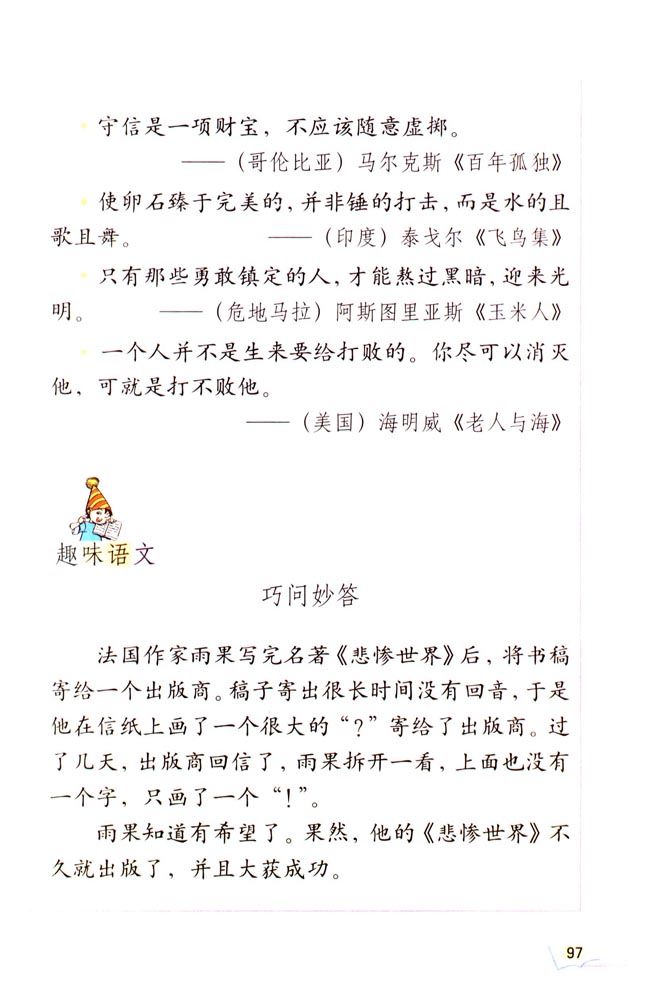 守信是一项财宝，不应该随意虚掷。
——（哥伦比亚）马尔克斯《百年孤独》
使卵石臻于完美的，并非锤的打击，而是水的且
歌且舞。 ——（印度）泰戈尔《飞鸟集》
只有那些勇敢镇定的人，才能熬过黑暗，迎来光
明。 ——（危地马拉）阿斯图里亚斯《玉米人》
一个人并不是生来要给打败的。你尽可以消灭
他，可就是打不败他。
——（美国）海明威《老人与海》
趣味语文
巧问妙答
法国作家雨果写完名著《悲惨世界》后，将书稿
寄给一个出版商。稿子寄出很长时间没有回音，于是
他在信纸上画了一个很大的“？”寄给了出版商。过
了几天，出版商回信了，雨果拆开一看，上面也没有
一个字，只画了一个“！”。
雨果知道有希望了。果然，他的《悲惨世界》不
久就出版了，并且大获成功。
97